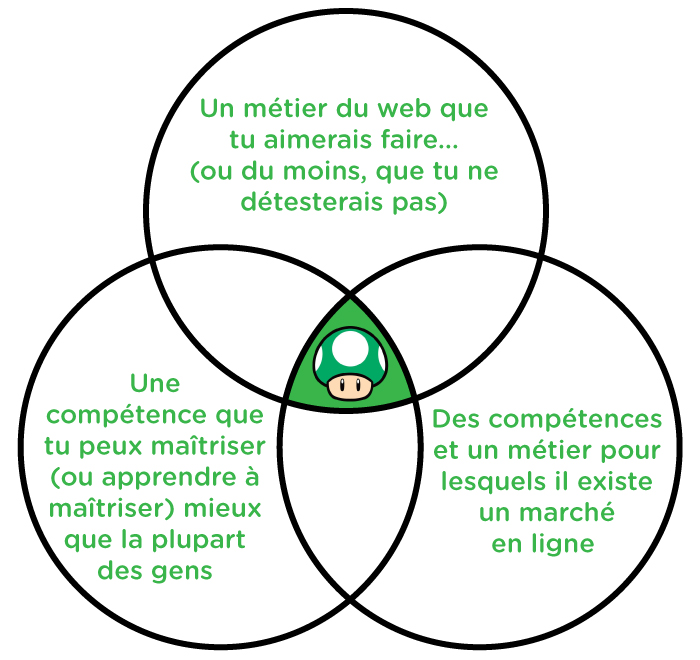 Un métier du web que
tu aimerais faire...
(ou du moins, que tu ne
détesterais pas)
Une
compétence que
tu peux maîtriser
(ou apprendre à
maîtriser) mieux
que la plupart
des gens
Des compétences
et un métier pour
lesquels il existe
un marché
en ligne